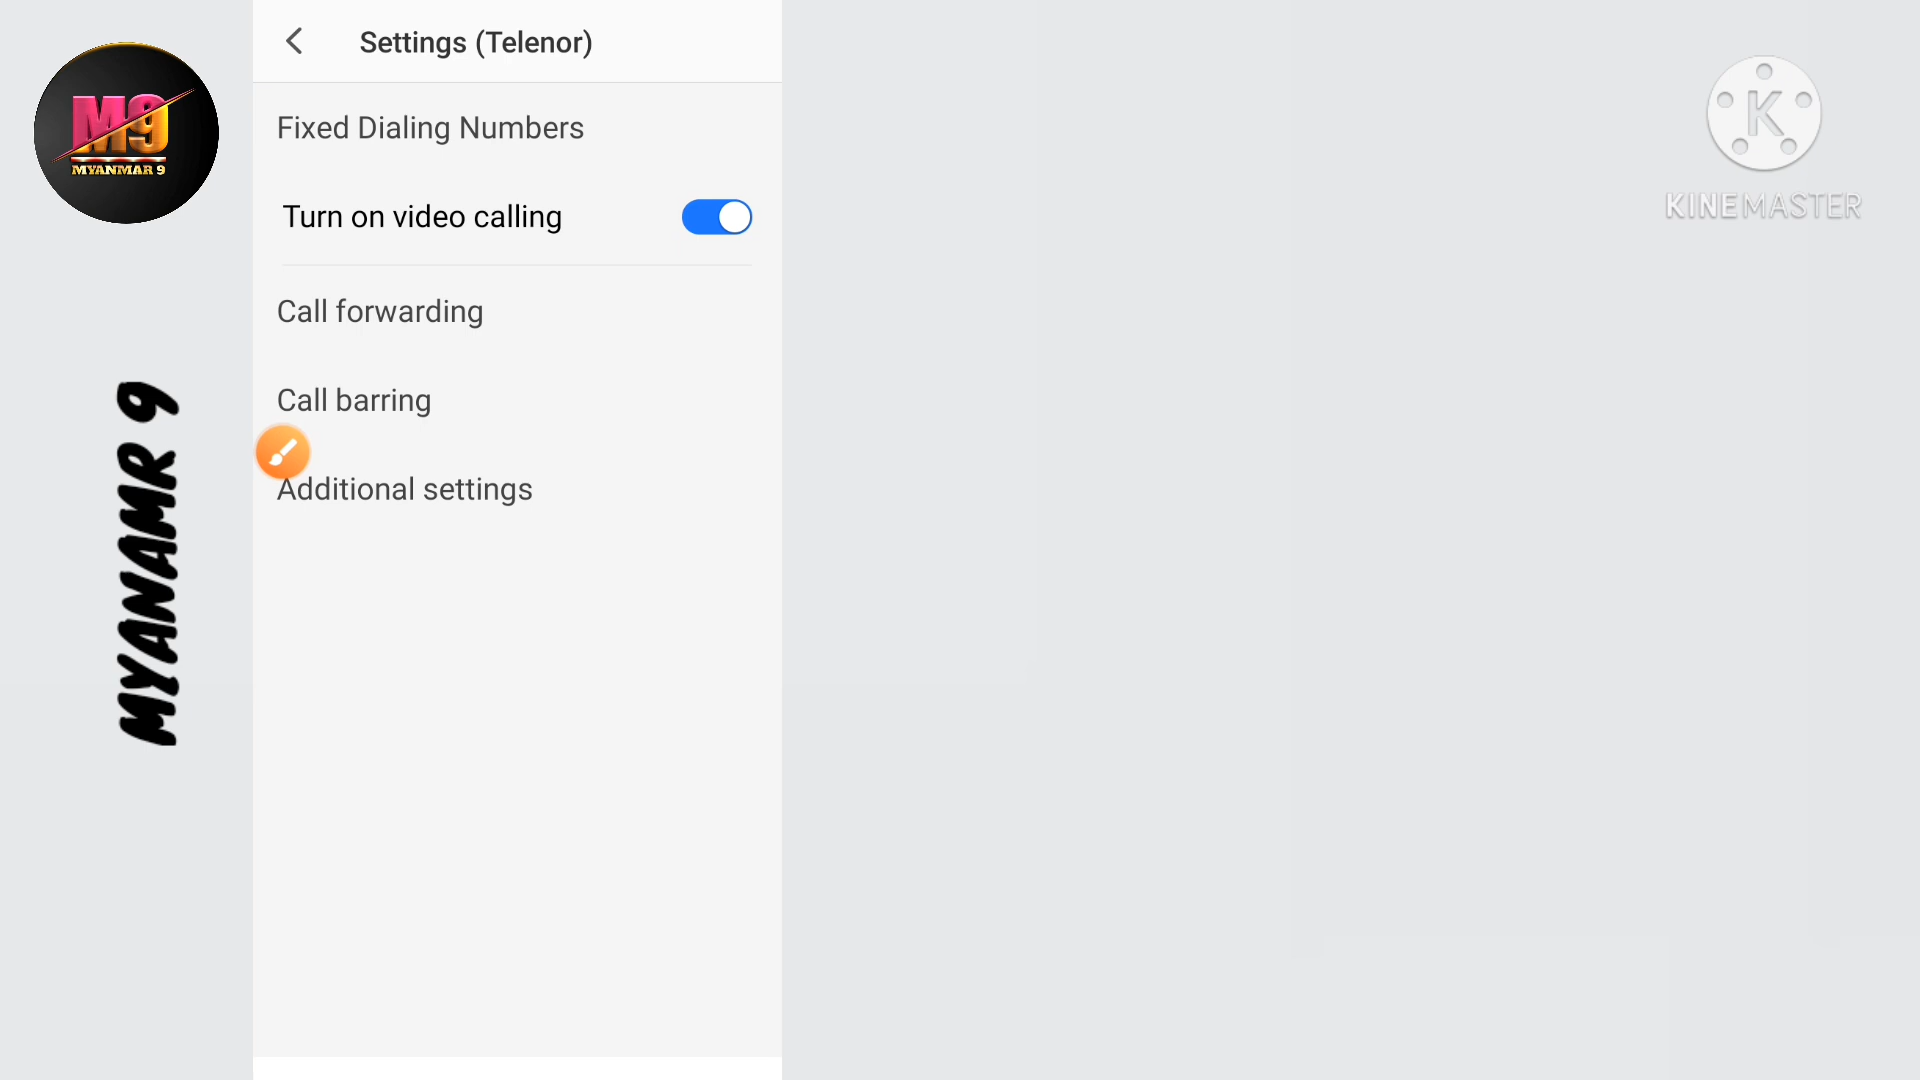 Settings (Telenor)
Fixed Dialing Numbers
Turn on video calling
Call forwarding
Call barring
Additional settings
M9
MYANMAR 9
MYANAMR 9
K
KINEMASTER